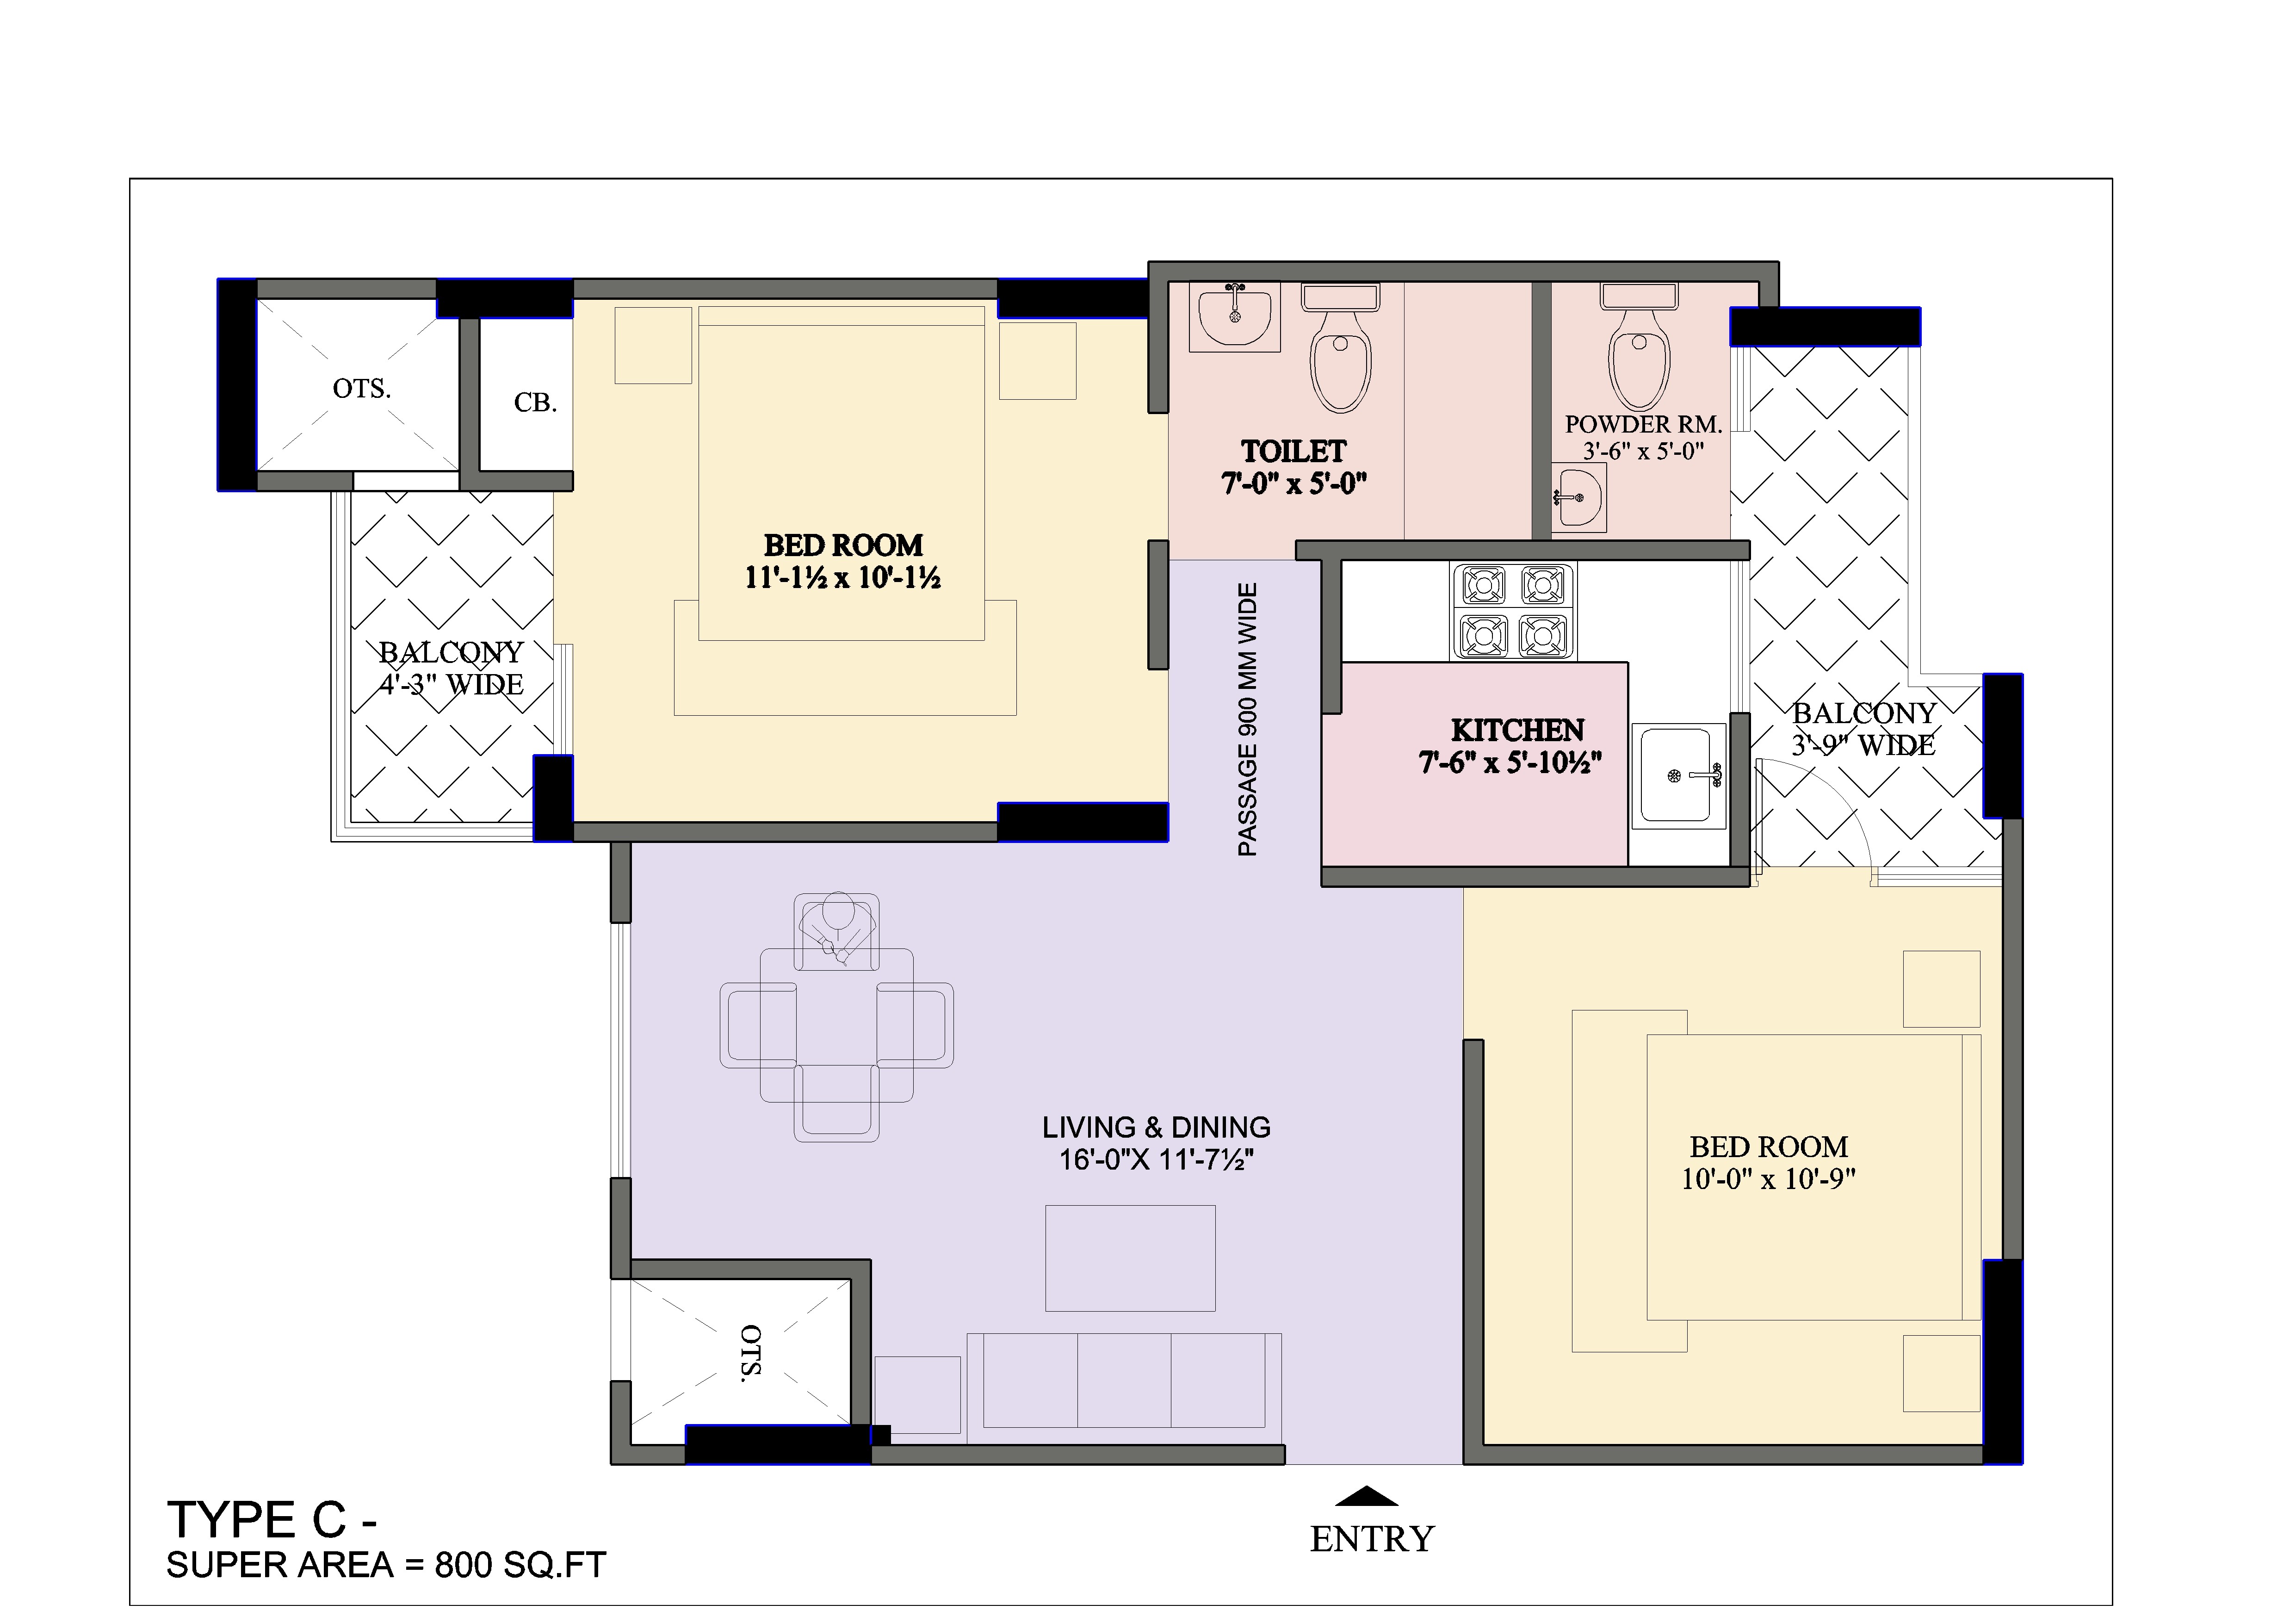 OTS.
CB.
BED ROOM
11'-1½ x 10'-1½
TOILET
7'-0" x 5'-0"
POWDER RM.
3'-6" x 5'-0"
BALCONY
4'-3" WIDE
PASSAGE 900 MM WIDE
KITCHEN
7'-6" x 5'-10½"
BALCONY
3'-9" WIDE
LIVING & DINING
16'-0"X 11'-7½"
BED ROOM
10'-0" x 10'-9"
OTS.
ENTRY
TYPE C -
SUPER AREA = 800 SQ.FT